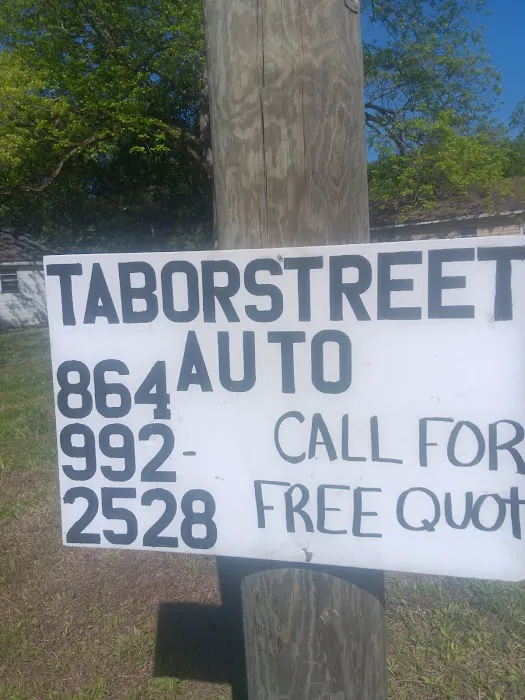 TABORSTREET
AUTO
864
992-
2528
CALL FOR
FREE QUOT